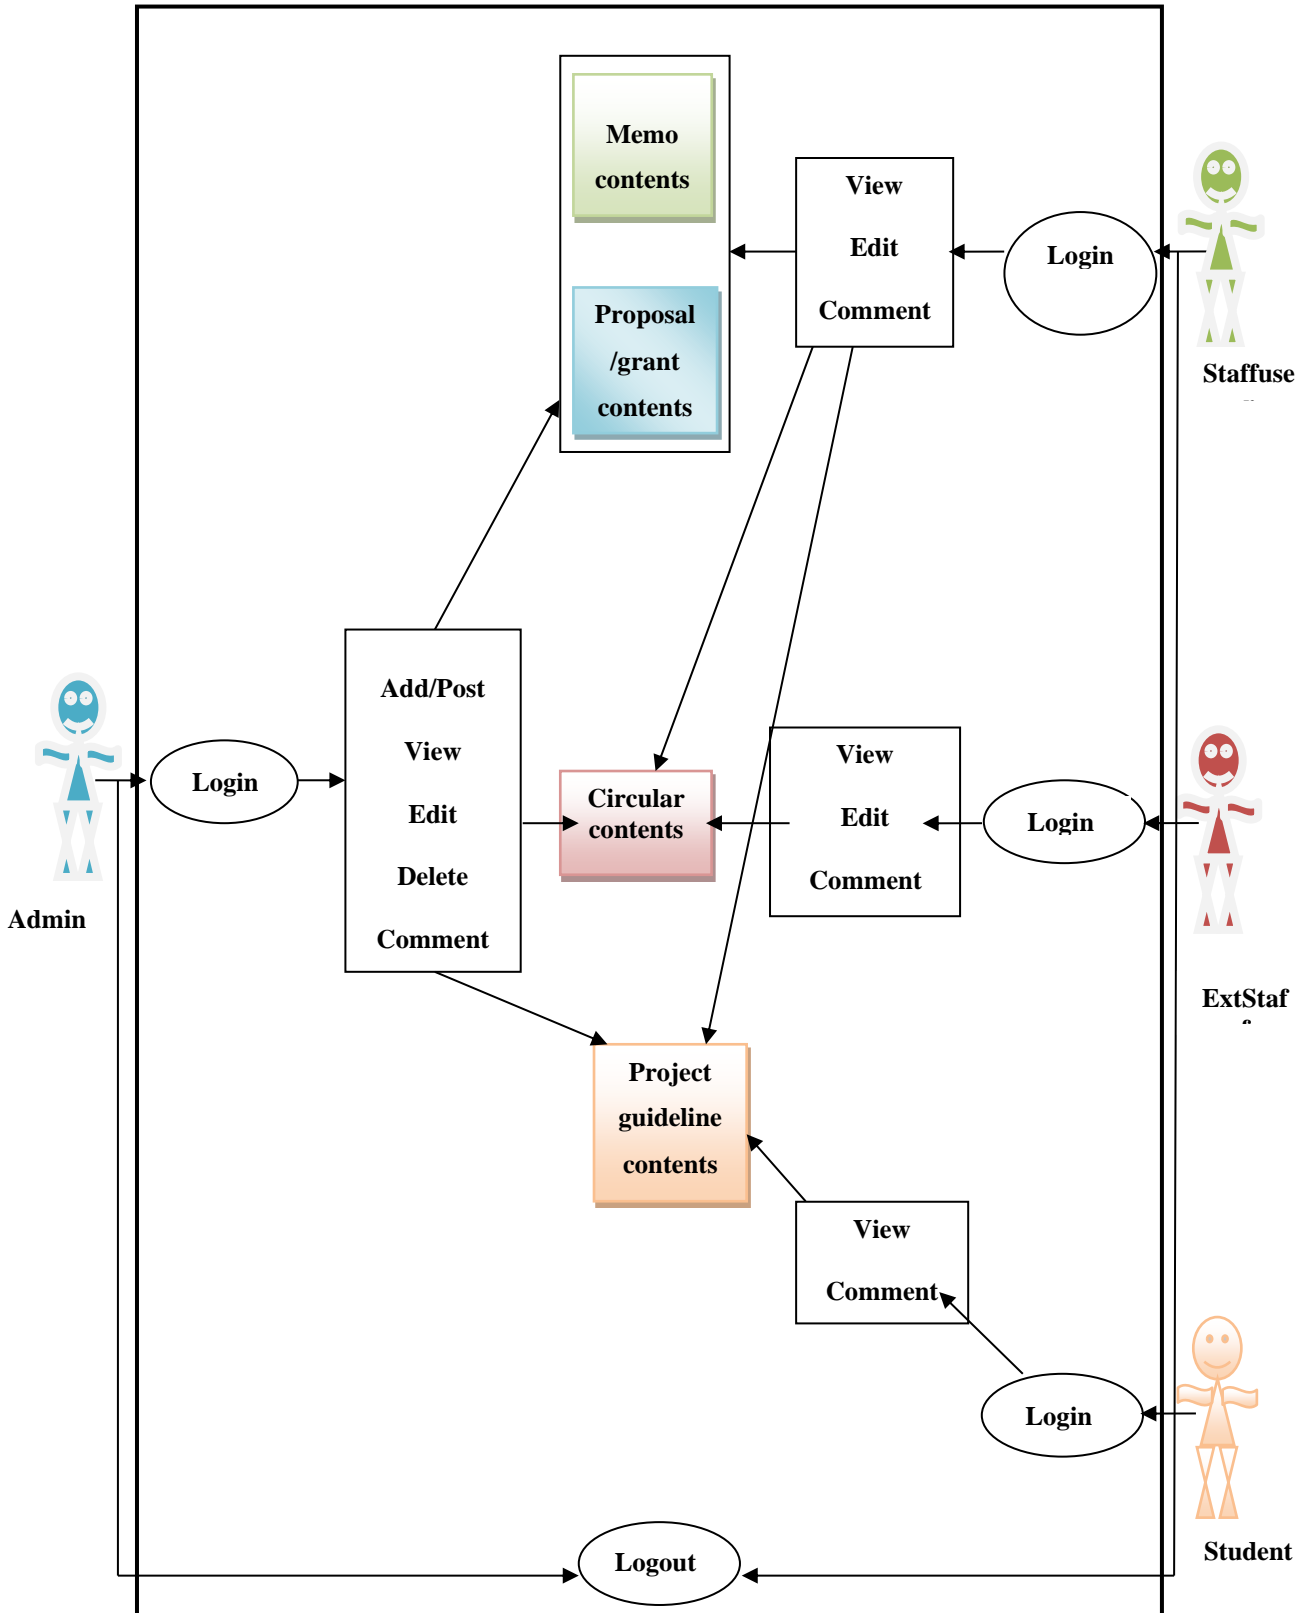 Memo
contents
Proposal
/grant
contents
View
Edit
Comment
Login
Staffuse
Add/Post
View
Edit
Delete
Comment
Login
Admin
Circular
contents
View
Edit
Comment
Login
ExtStaf
Project
guideline
contents
View
Comment
Login
Student
Logout